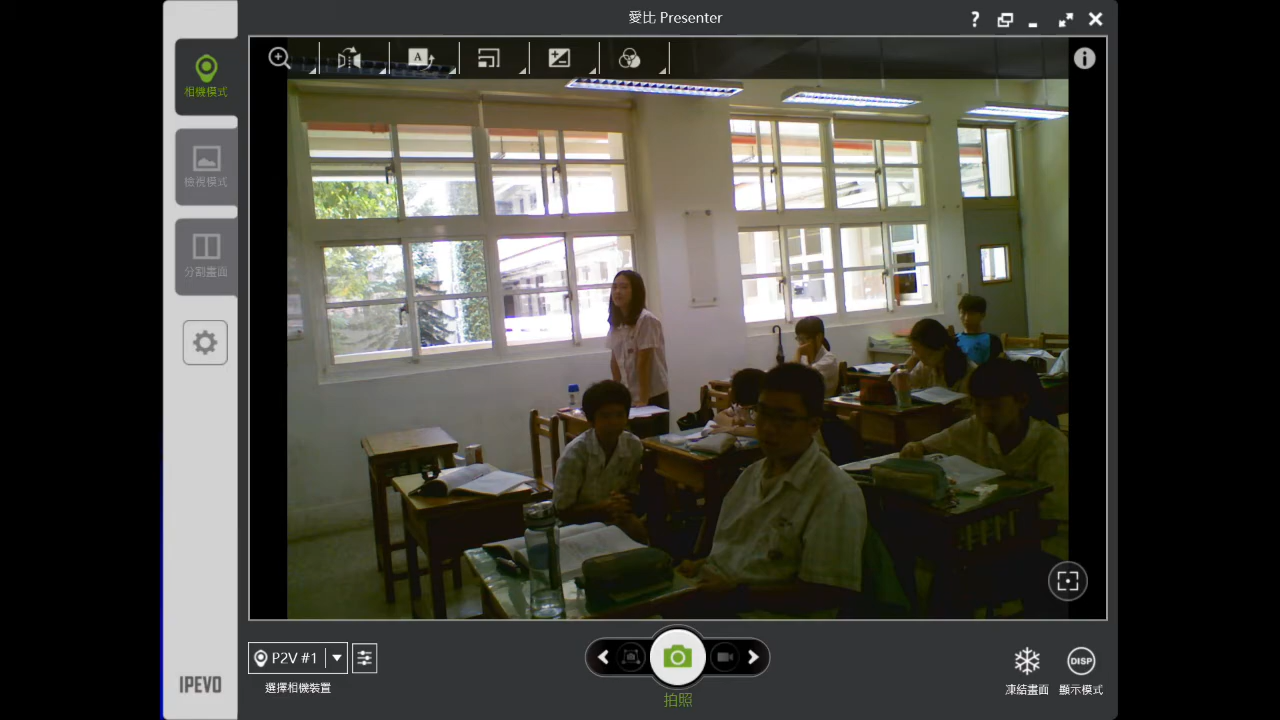 愛比 Presenter
?
A
i
相機模式
檢視模式
分割畫面
P2V #1
選擇相機裝置
拍照
DISP
凍結畫面
顯示模式
IPEVO